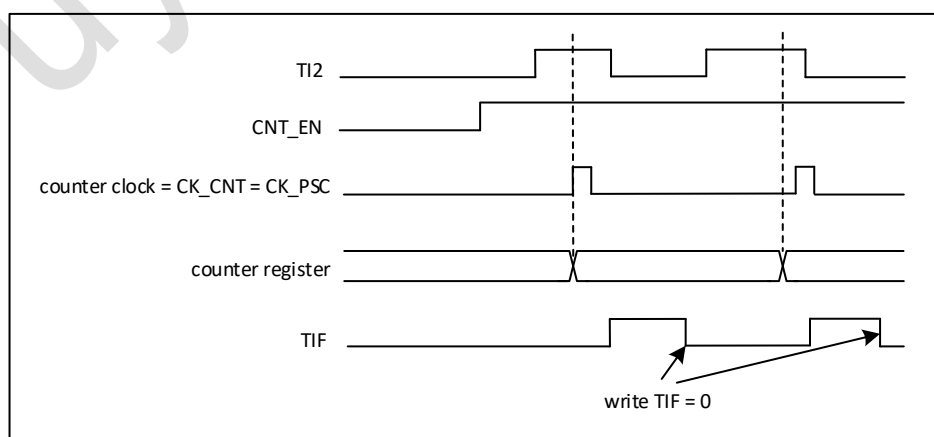 TI2
CNT_EN
counter clock = CK_CNT = CK_PSC
counter register
TIF
write TIF = 0